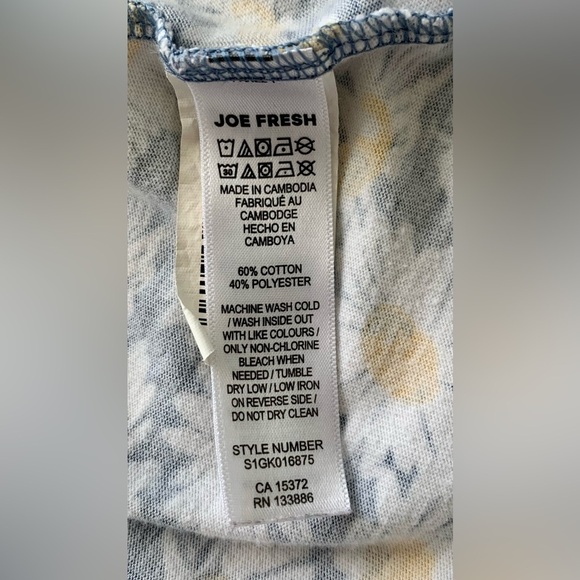 JOE FRESH
MADE IN CAMBODIA
FABRIQUÉ AU
CAMBODGE
HECHO EN
CAMBOYA
60% COTTON
40% POLYESTER
MACHINE WASH COLD
/ WASH INSIDE OUT
WITH LIKE COLOURS /
ONLY NON-CHLORINE
BLEACH WHEN
NEEDED / TUMBLE
DRY LOW / LOW IRON
ON REVERSE SIDE /
DO NOT DRY CLEAN
STYLE NUMBER
S1GK016875
CA 15372
RN 133886